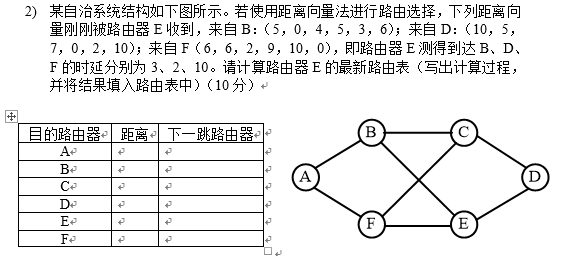 2) 某自治系统结构如下图所示。若使用距离向量法进行路由选择，下列距离向
量刚刚被路由器 E 收到，来自 B：（5，0，4，5，3，6）；来自 D：（10，5，
7，0，2，10）；来自 F（6，6，2，9，10，0），即路由器 E 测得到达 B、D、
F 的时延分别为 3、2、10。请计算路由器 E 的最新路由表（写出计算过程，
并将结果填入路由表中）（10 分）
目的路由器 距离 下一跳路由器
A
B
C
D
E
F
B C
A D
F E